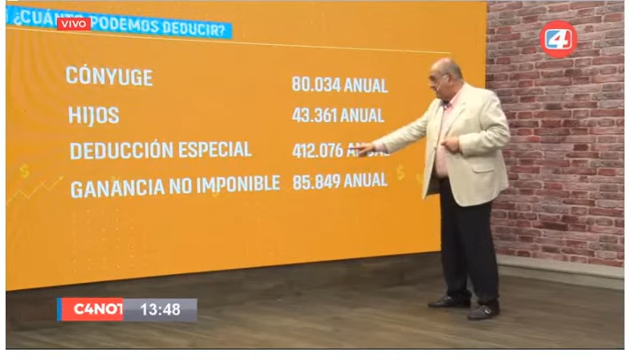 ¿CUÁNTO PODEMOS DEDUCIR?
VIVO
4
CÓNYUGE 80.034 ANUAL
HIJOS 43.361 ANUAL
DEDUCCIÓN ESPECIAL 412.076 ANUAL
GANANCIA NO IMPONIBLE 85.849 ANUAL
C4NOT 13:48